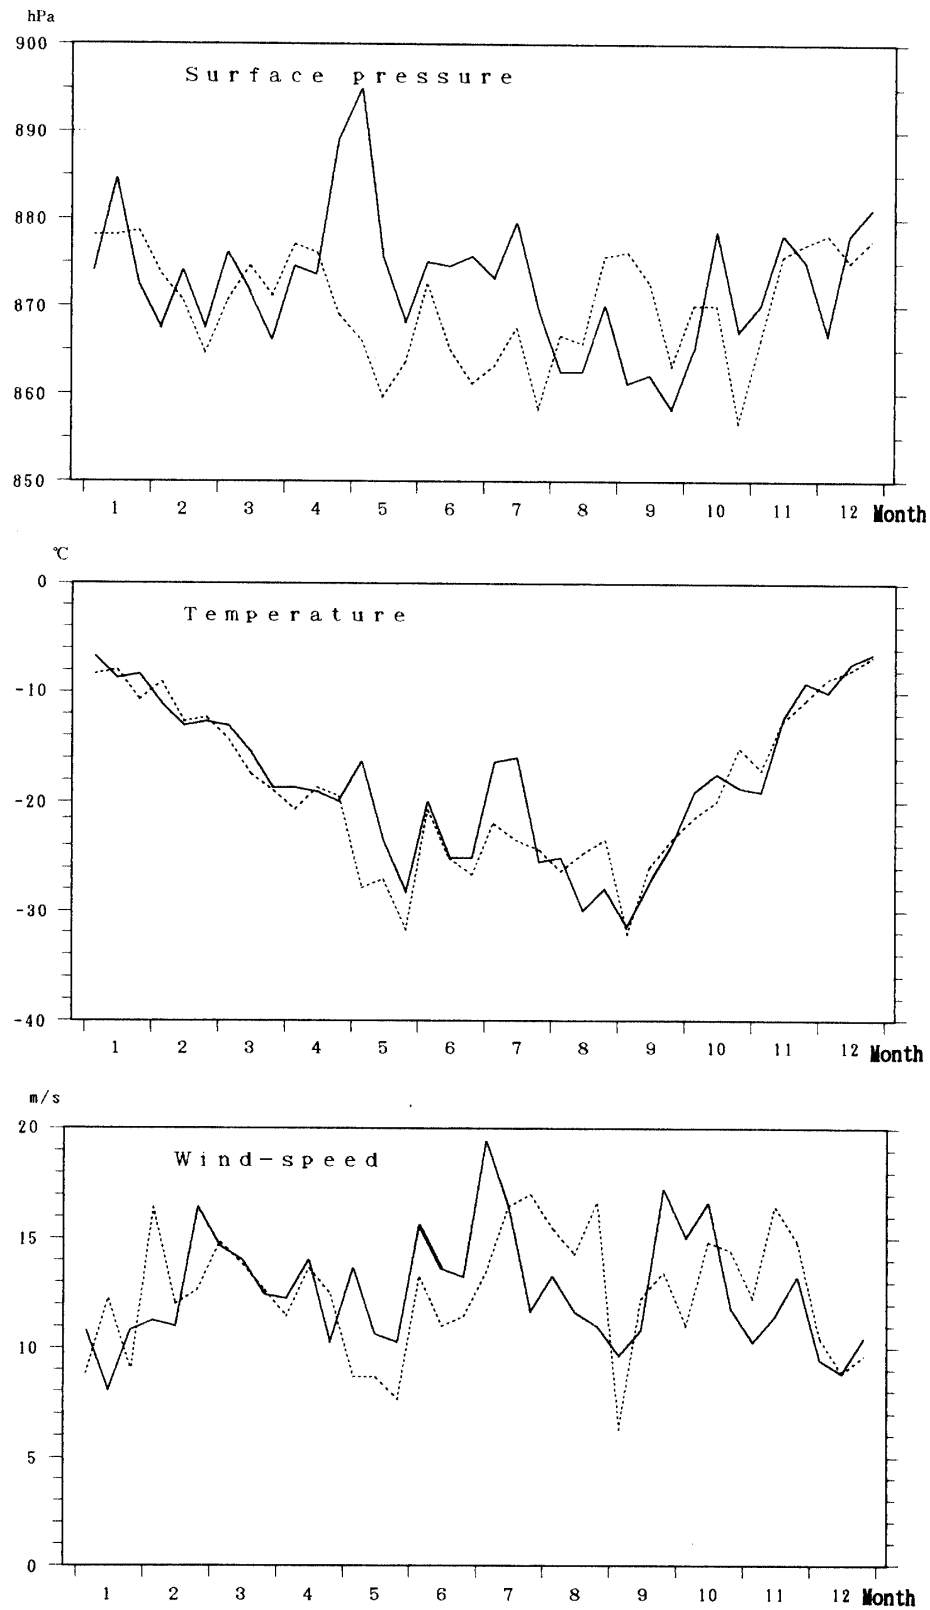 hPa
900
Surface pressure
890
880
870
860
850
1 2 3 4 5 6 7 8 9 10 11 12 Month
℃
0
Temperature
-10
-20
-30
-40
1 2 3 4 5 6 7 8 9 10 11 12 Month
m/s
20
Wind-speed
15
10
5
0
1 2 3 4 5 6 7 8 9 10 11 12 Month